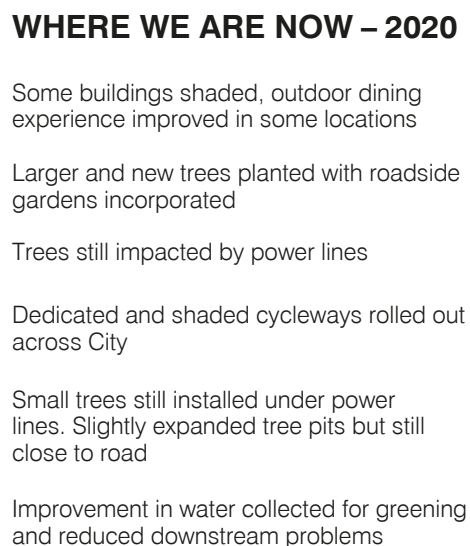 WHERE WE ARE NOW – 2020
Some buildings shaded, outdoor dining
experience improved in some locations
Larger and new trees planted with roadside
gardens incorporated
Trees still impacted by power lines
Dedicated and shaded cycleways rolled out
across City
Small trees still installed under power
lines. Slightly expanded tree pits but still
close to road
Improvement in water collected for greening
and reduced downstream problems